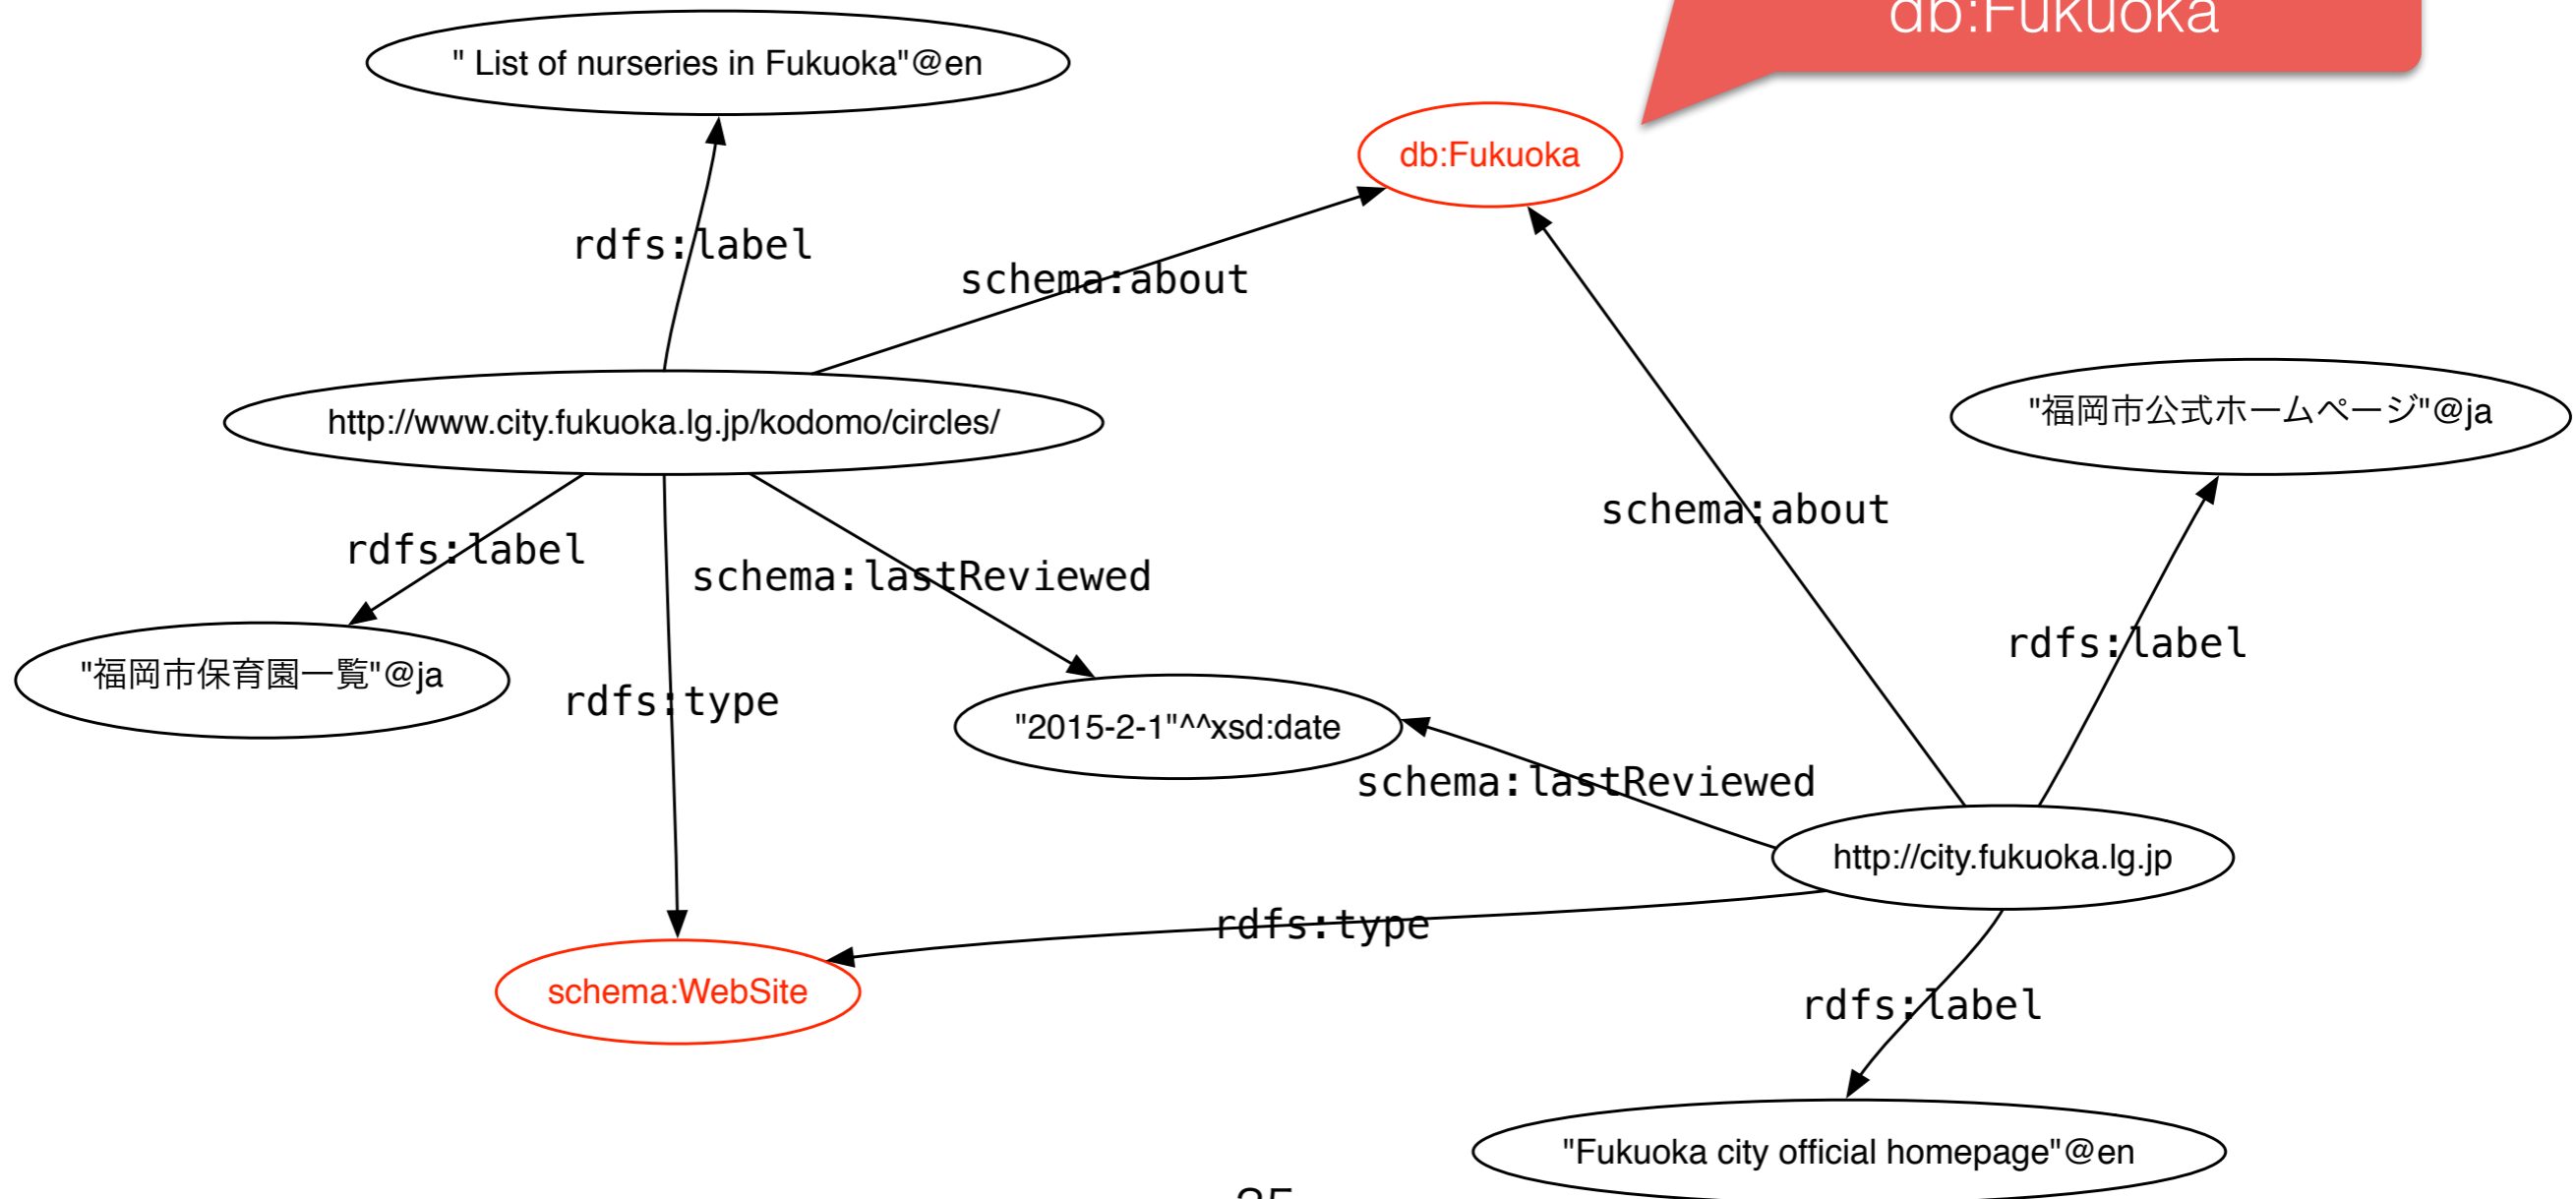 db:Fukuoka
" List of nurseries in Fukuoka"@en
db:Fukuoka
rdfs:label
schema:about
http://www.city.fukuoka.lg.jp/kodomo/circles/
"福岡市公式ホームページ"@ja
schema:about
rdfs:label
schema:lastReviewed
rdfs:label
"福岡市保育園一覧"@ja
rdfs:type
"2015-2-1"^^xsd:date
schema:lastReviewed
http://city.fukuoka.lg.jp
rdfs:type
schema:WebSite
rdfs:label
"Fukuoka city official homepage"@en